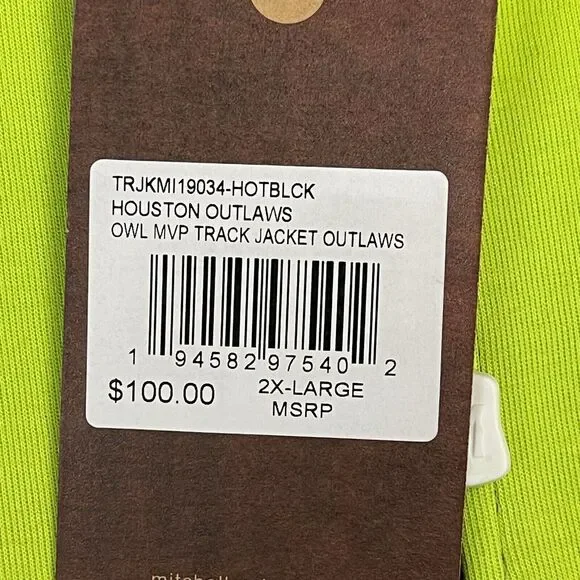 TRJKMI19034-HOTBLCK
HOUSTON OUTLAWS
OWL MVP TRACK JACKET OUTLAWS
1 94582 97540 2
$100.00
2X-LARGE
MSRP